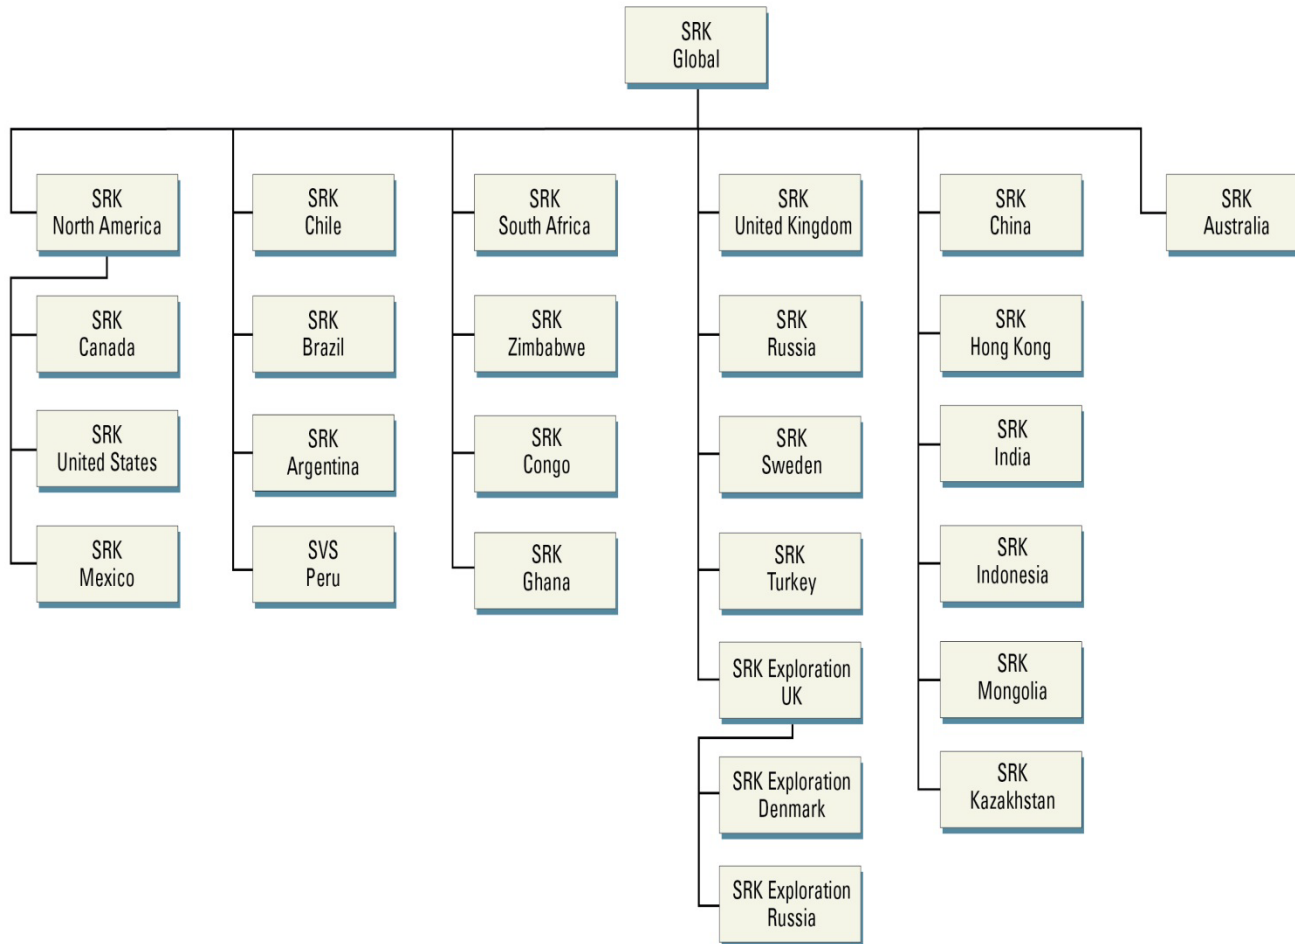 SRK
Global
SRK
North America
SRK
Chile
SRK
South Africa
SRK
United Kingdom
SRK
China
SRK
Australia
SRK
Canada
SRK
Brazil
SRK
Zimbabwe
SRK
Russia
SRK
Hong Kong
SRK
United States
SRK
Argentina
SRK
Congo
SRK
Sweden
SRK
India
SRK
Mexico
SVS
Peru
SRK
Ghana
SRK
Turkey
SRK
Indonesia
SRK Exploration
UK
SRK
Mongolia
SRK Exploration
Denmark
SRK
Kazakhstan
SRK Exploration
Russia